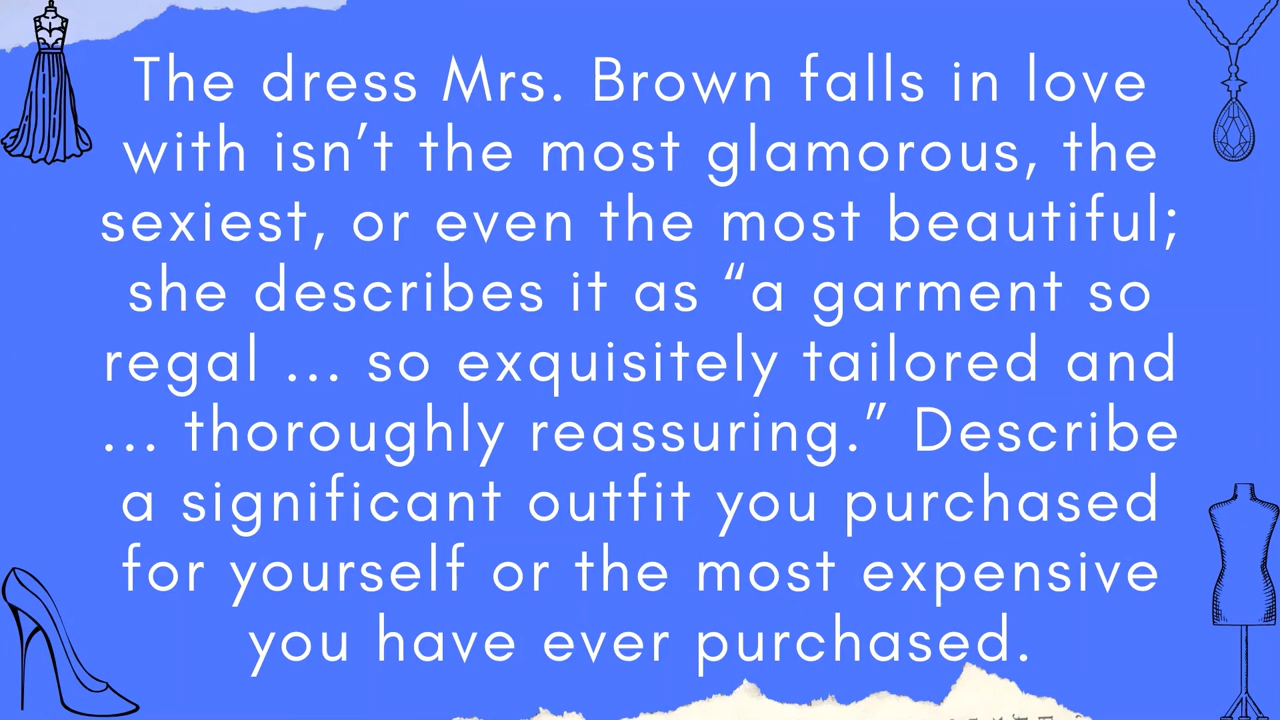 The dress Mrs. Brown falls in love
with isn’t the most glamorous, the
sexiest, or even the most beautiful;
she describes it as “a garment so
regal ... so exquisitely tailored and
... thoroughly reassuring.” Describe
a significant outfit you purchased
for yourself or the most expensive
you have ever purchased.